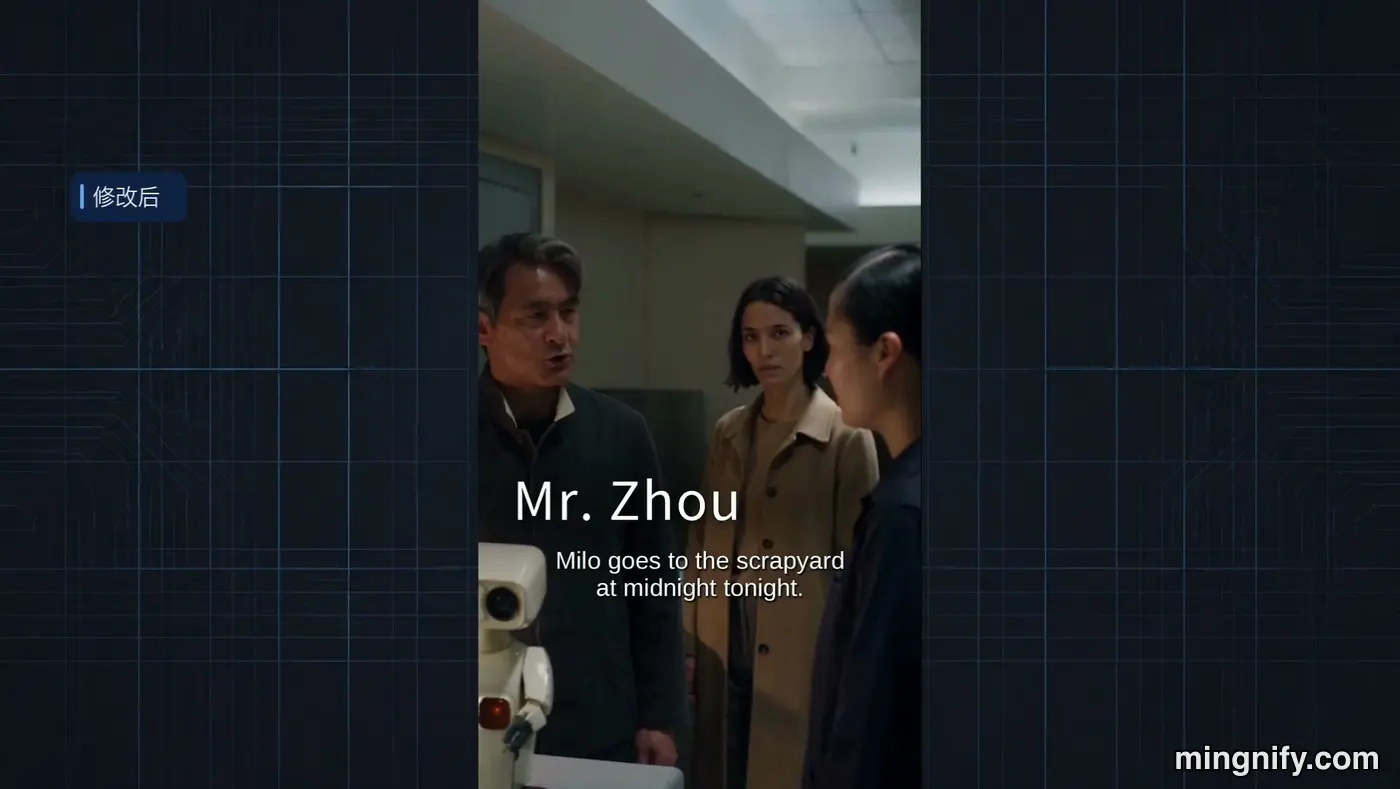 修改后
Mr. Zhou
Milo goes to the scrapyard
at midnight tonight.
mingnify.com